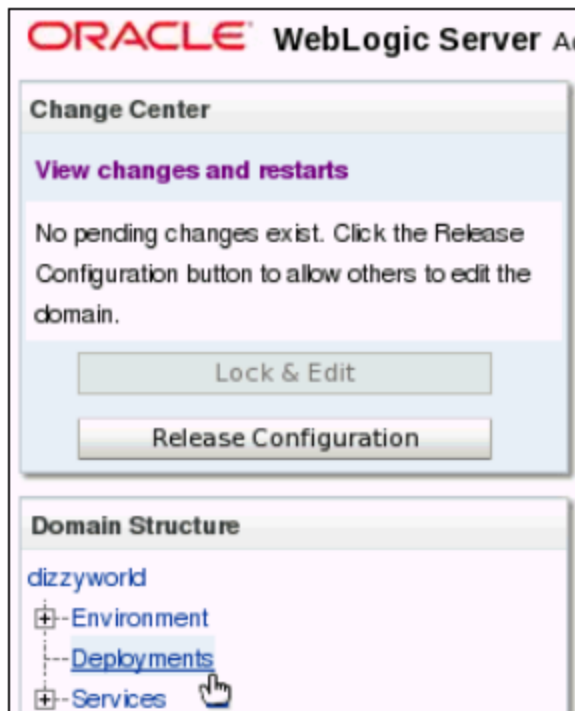 ORACLE WebLogic Server
Change Center
View changes and restarts
No pending changes exist. Click the Release
Configuration button to allow others to edit the
domain.
Lock & Edit
Release Configuration
Domain Structure
dizzyworld
Environment
Deployments
Services